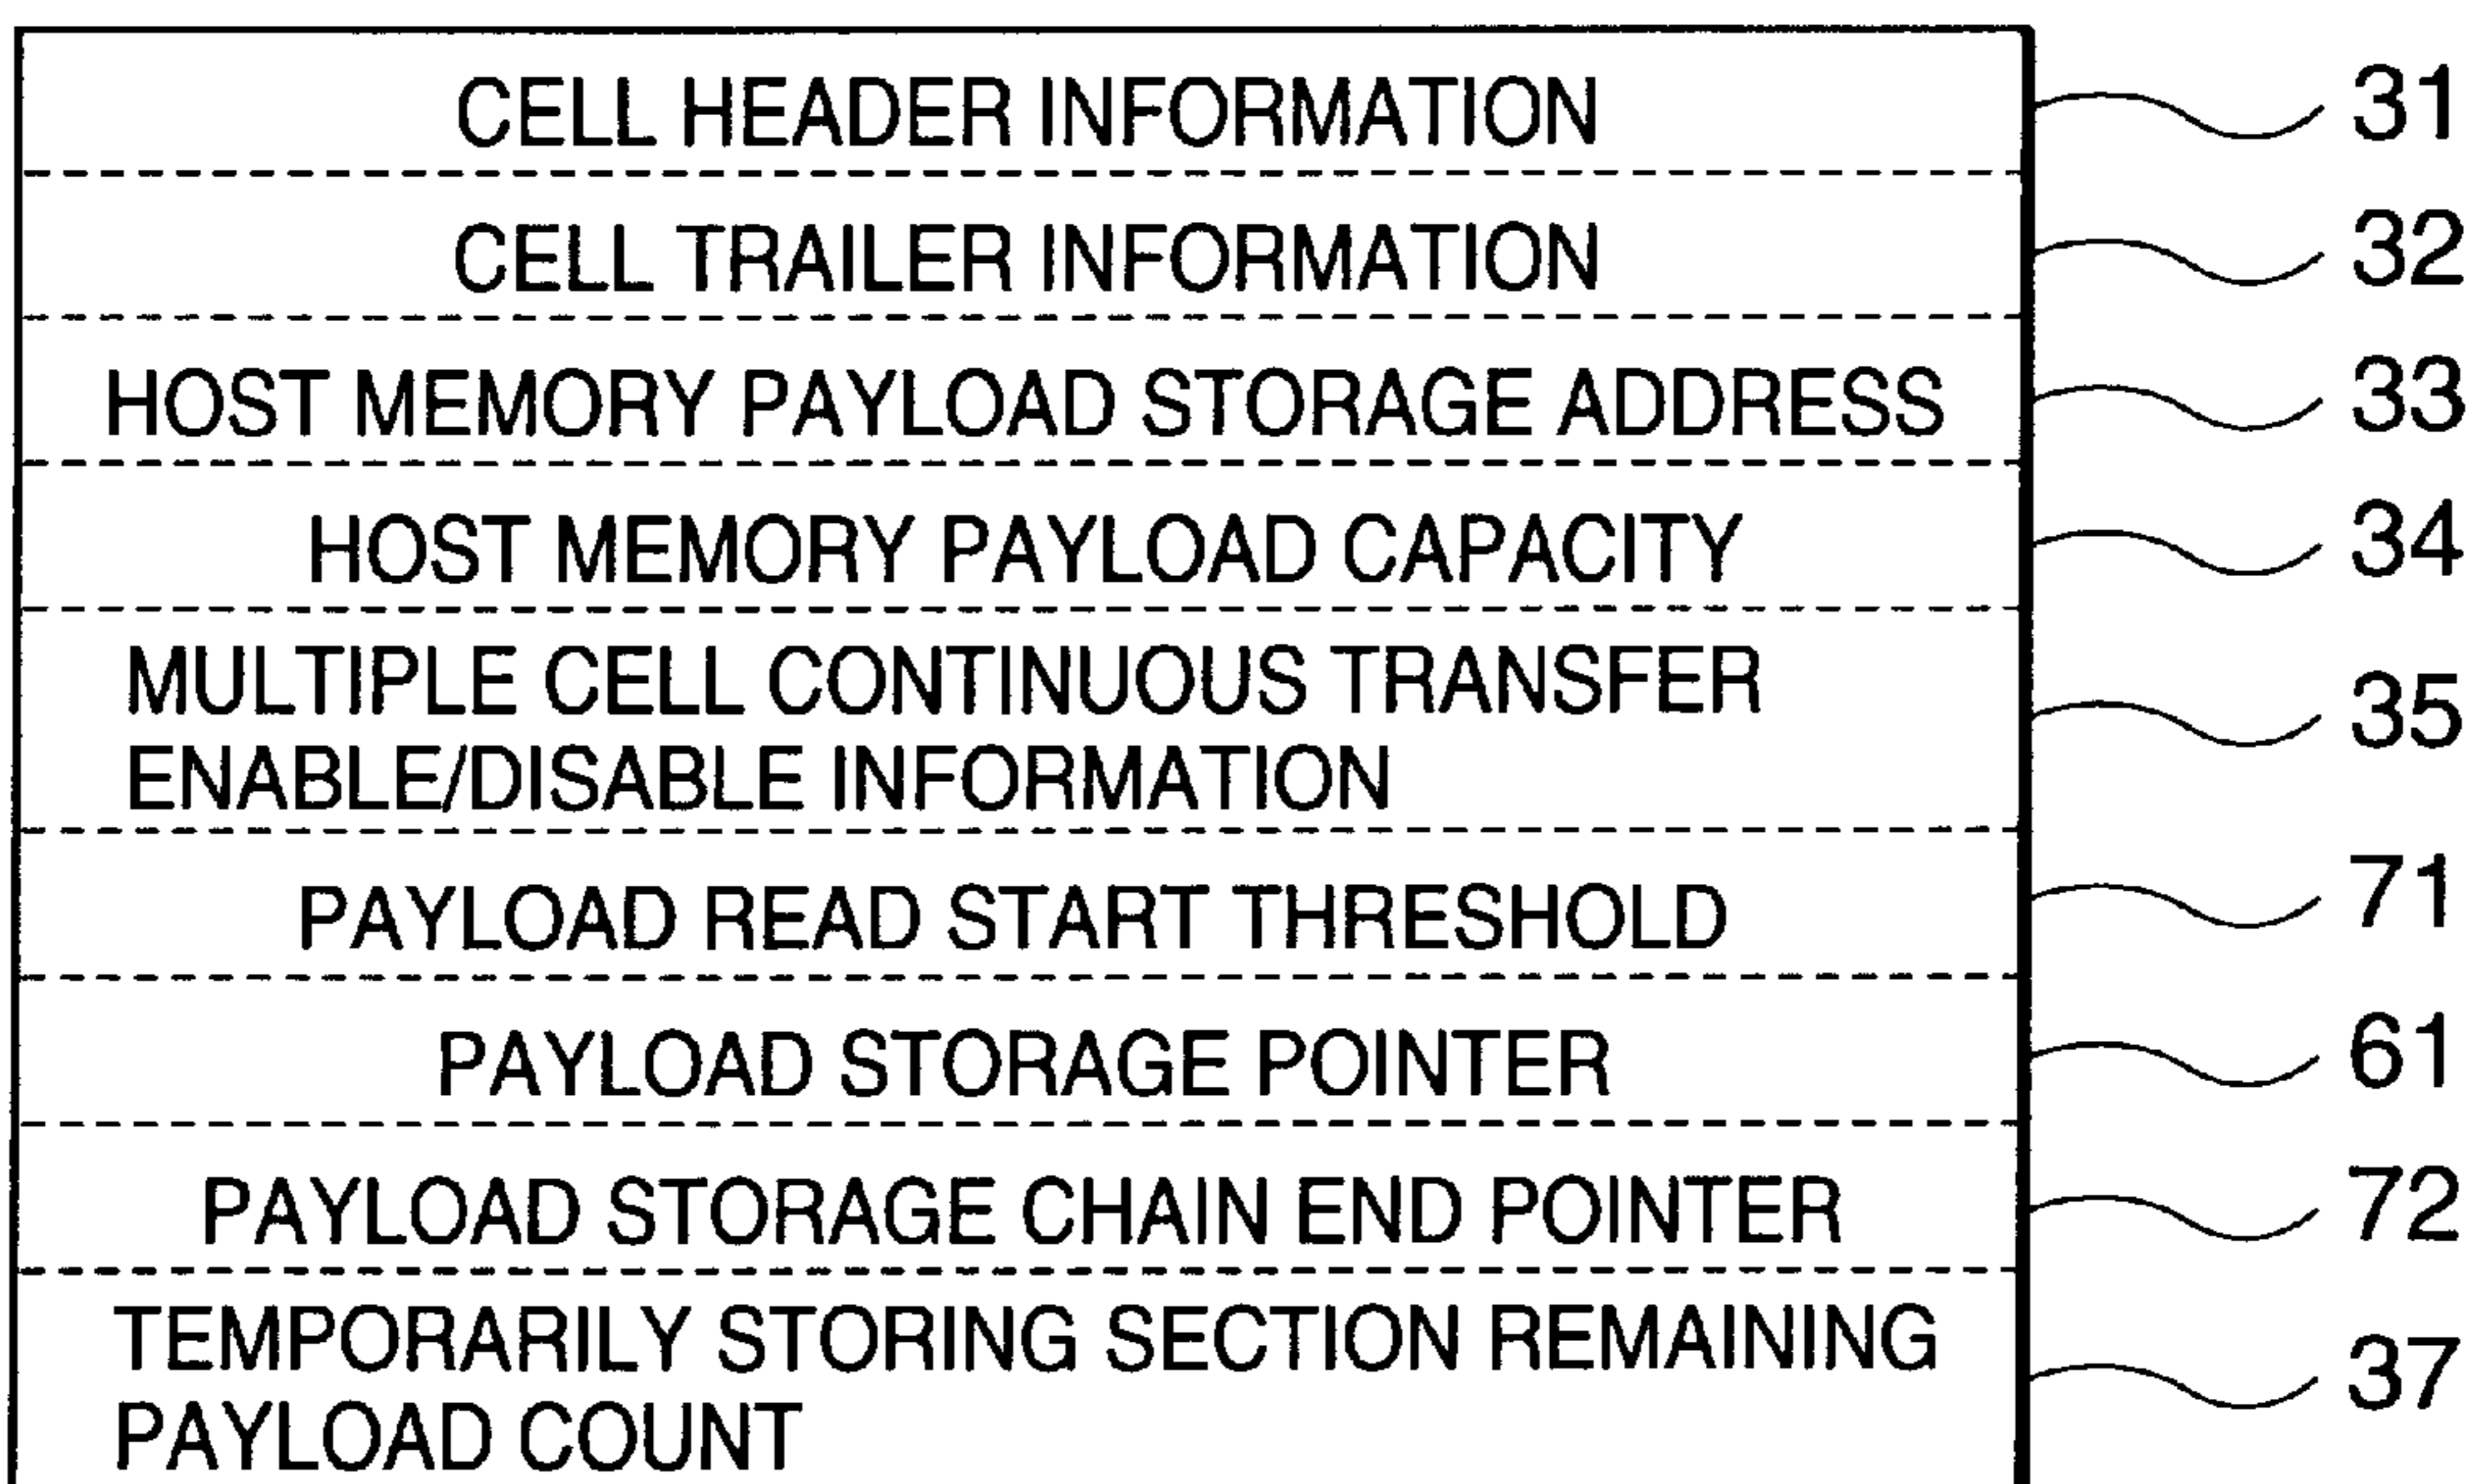 CELL HEADER INFORMATION 31
CELL TRAILER INFORMATION 32
HOST MEMORY PAYLOAD STORAGE ADDRESS 33
HOST MEMORY PAYLOAD CAPACITY 34
MULTIPLE CELL CONTINUOUS TRANSFER
ENABLE/DISABLE INFORMATION 35
PAYLOAD READ START THRESHOLD 71
PAYLOAD STORAGE POINTER 61
PAYLOAD STORAGE CHAIN END POINTER 72
TEMPORARILY STORING SECTION REMAINING
PAYLOAD COUNT 37